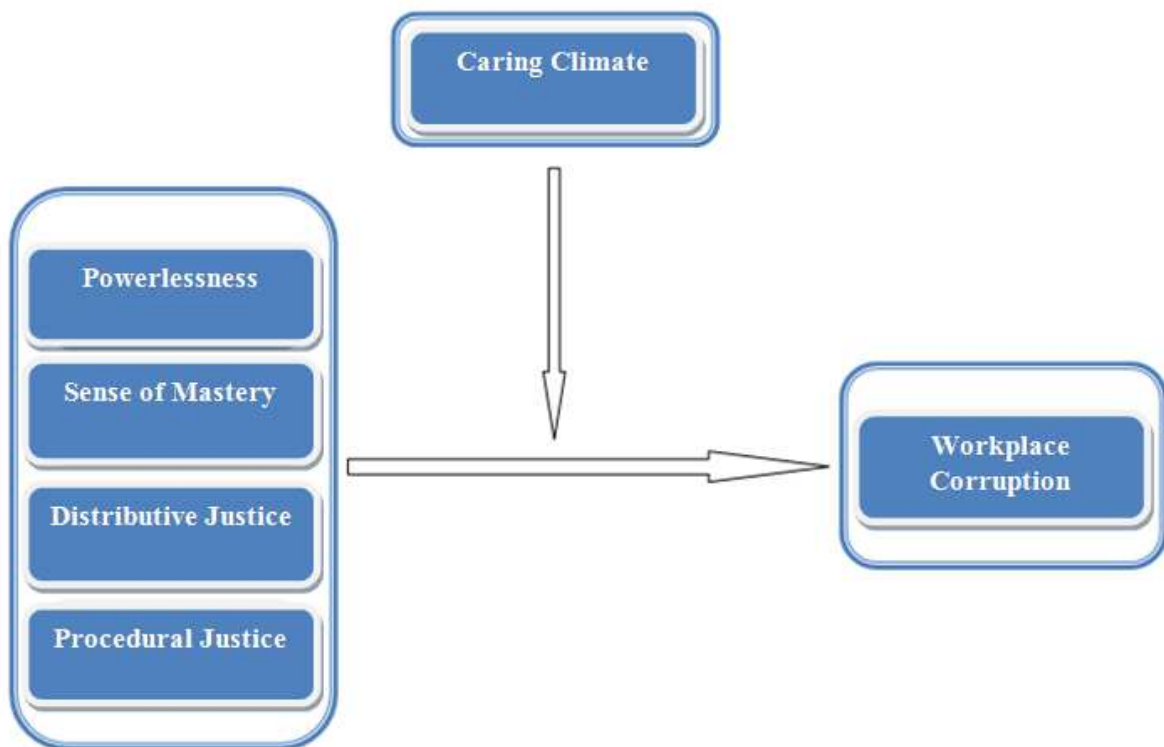 Caring Climate
Powerlessness
Sense of Mastery
Distributive Justice
Procedural Justice
Workplace
Corruption